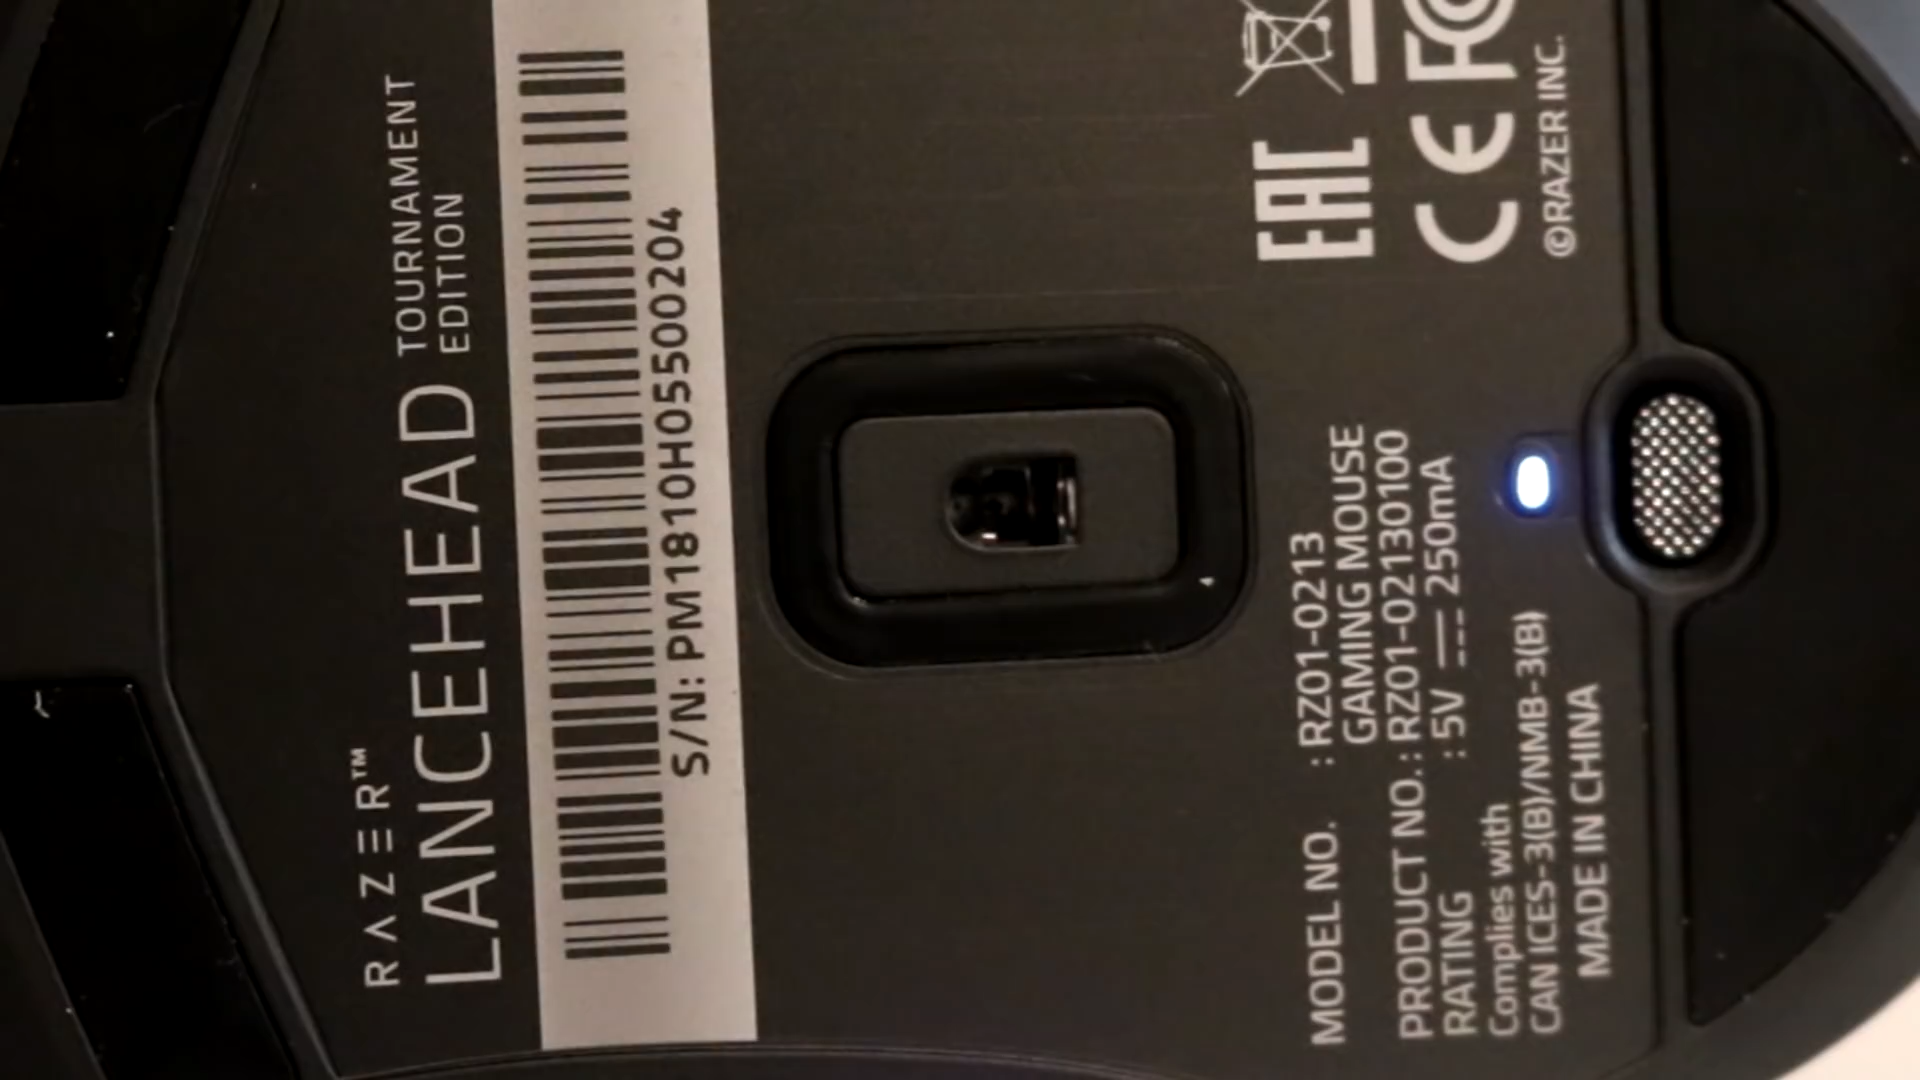 RAZER™
LANCEHEAD TOURNAMENT EDITION
S/N: PM1810H05500204
MODEL NO. : RZ01-0213
GAMING MOUSE
PRODUCT NO. : RZ01-02130100
RATING : 5V ⎓ 250mA
Complies with
CAN ICES-3(B)/NMB-3(B)
MADE IN CHINA
EAC
CE FC
©RAZER INC.